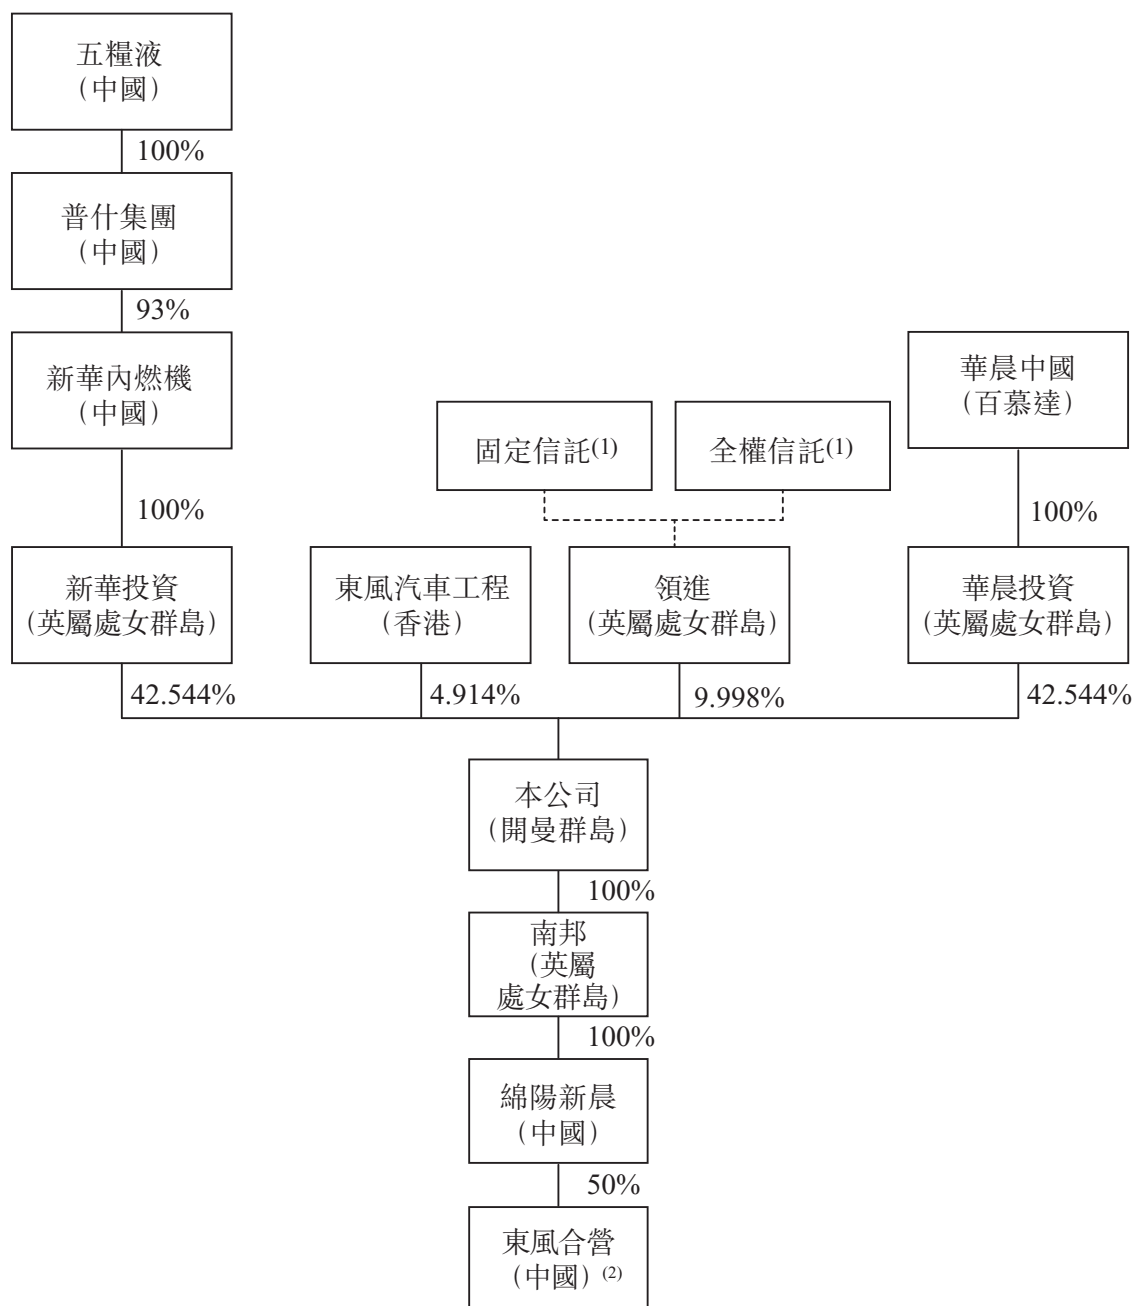 五糧液
（中國）
100%
普什集團
（中國）
93%
新華內燃機
（中國）
華晨中國
（百慕達）
固定信託(1)
全權信託(1)
100%
100%
新華投資
（英屬處女群島）
東風汽車工程
（香港）
領進
（英屬處女群島）
華晨投資
（英屬處女群島）
42.544%
4.914%
9.998%
42.544%
本公司
（開曼群島）
100%
南邦
（英屬
處女群島）
100%
綿陽新晨
（中國）
50%
東風合營
（中國）(2)